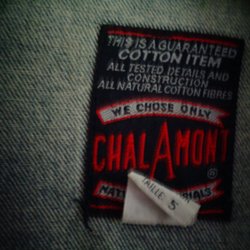 THIS IS A GUARANTEED
COTTON ITEM
ALL TESTED DETAILS AND
CONSTRUCTION
ALL NATURAL COTTON FIBRES
WE CHOSE ONLY
CHALAMONT
®
TAILLE 5